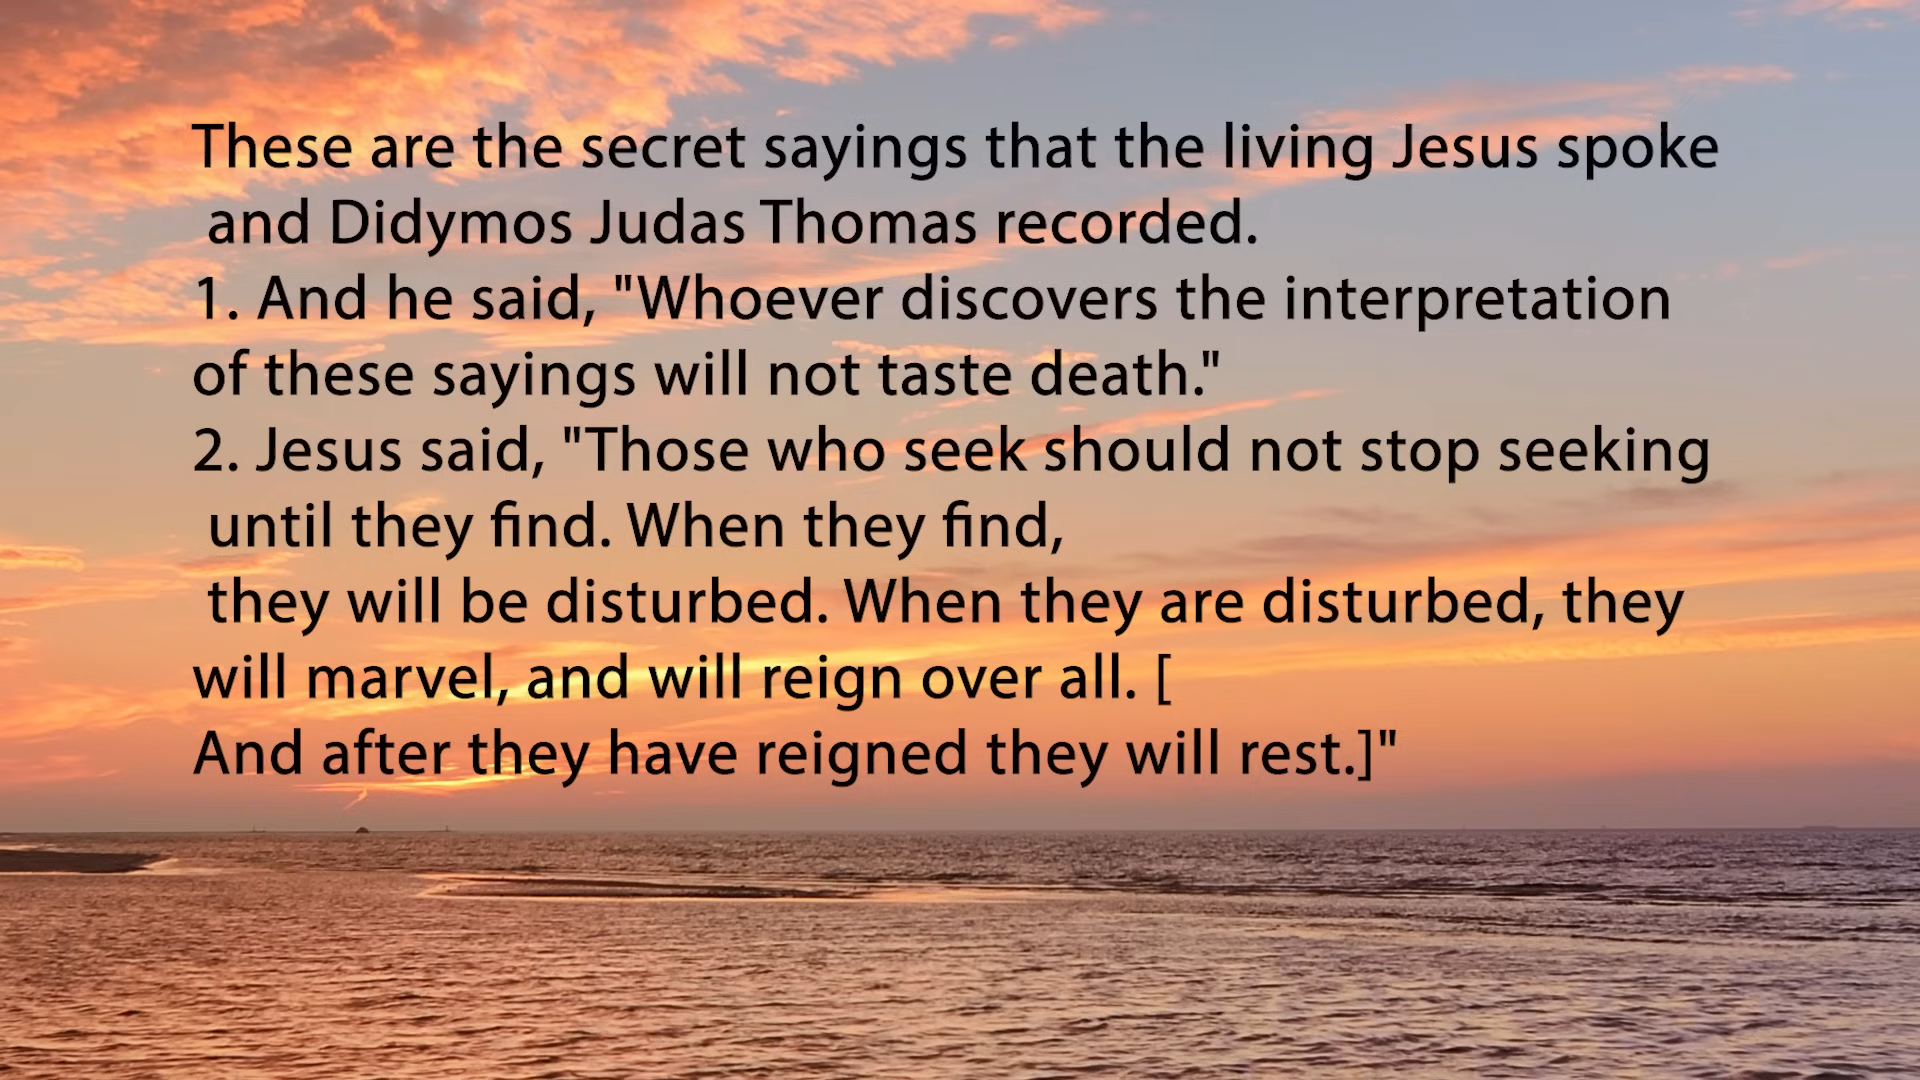 These are the secret sayings that the living Jesus spoke
and Didymos Judas Thomas recorded.
1. And he said, "Whoever discovers the interpretation
of these sayings will not taste death."
2. Jesus said, "Those who seek should not stop seeking
until they find. When they find,
they will be disturbed. When they are disturbed, they
will marvel, and will reign over all. [
And after they have reigned they will rest.]"